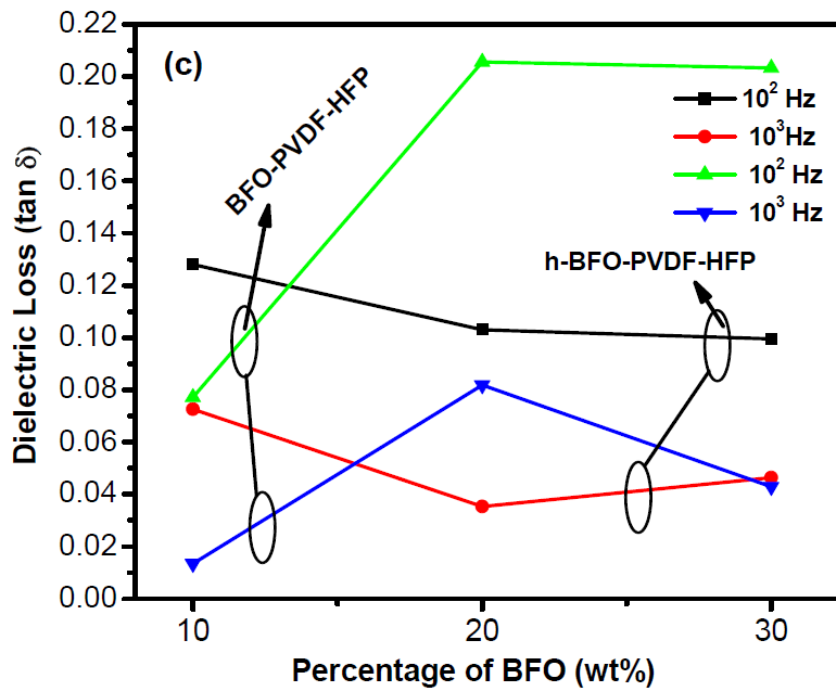 (c)
BFO-PVDF-HFP
h-BFO-PVDF-HFP
10² Hz
10³Hz
10² Hz
10³ Hz
Dielectric Loss (tan δ)
0.22
0.20
0.18
0.16
0.14
0.12
0.10
0.08
0.06
0.04
0.02
0.00
10
20
30
Percentage of BFO (wt%)